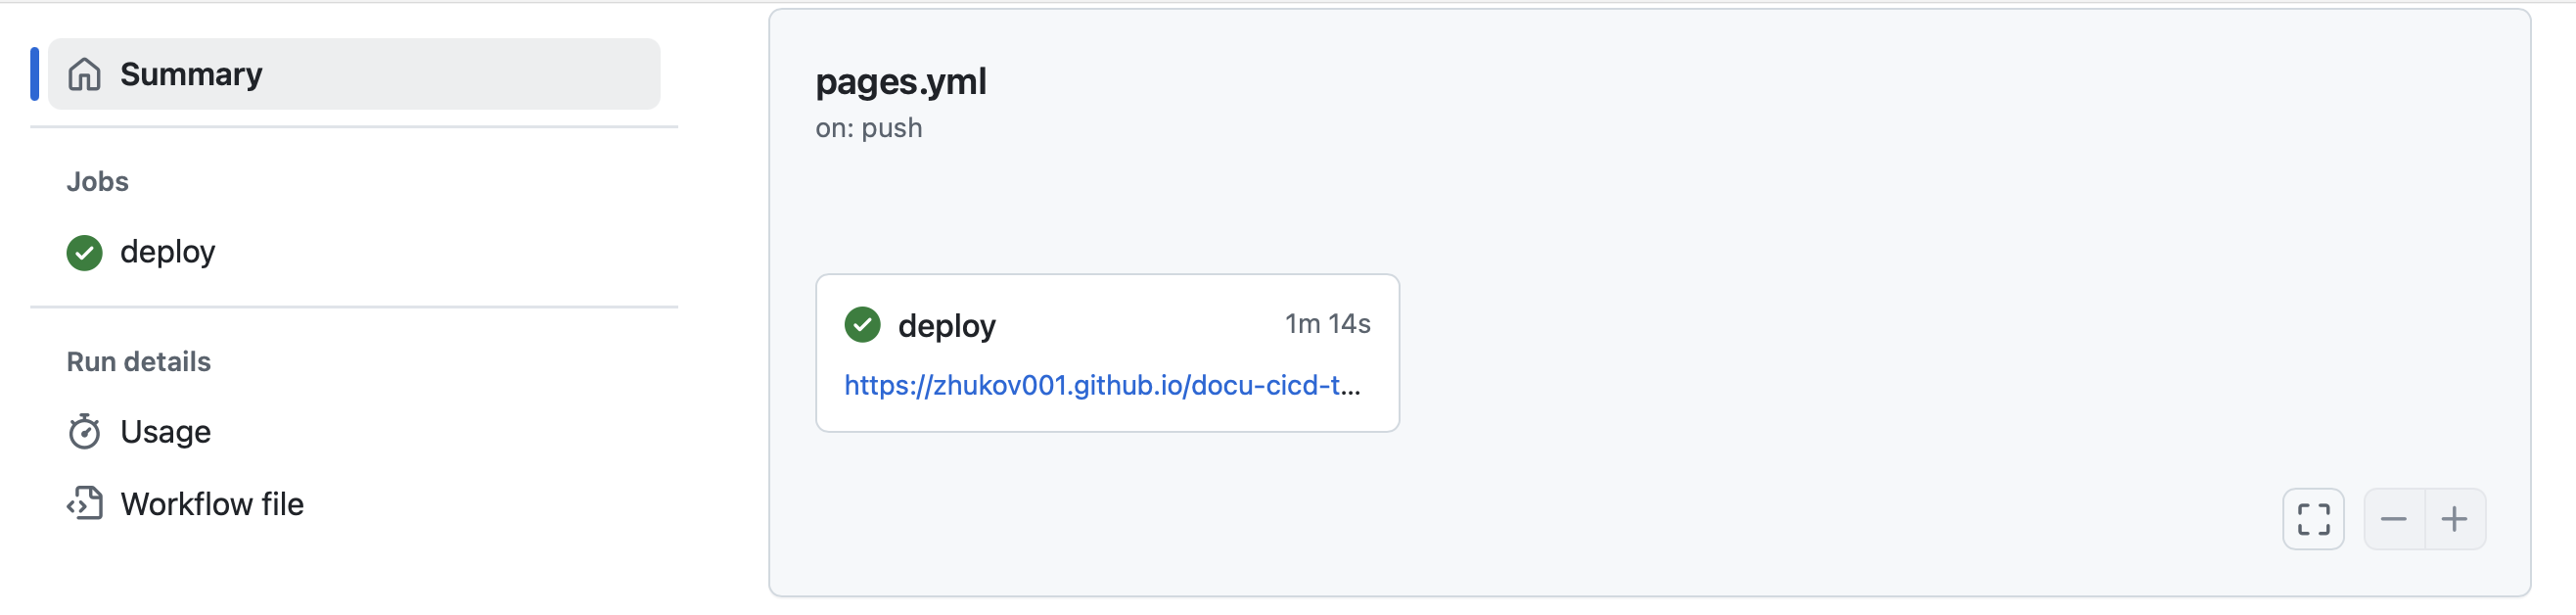 Summary
Jobs
deploy
Run details
Usage
Workflow file
pages.yml
on: push
deploy 1m 14s
https://zhukov001.github.io/docu-cicd-t...